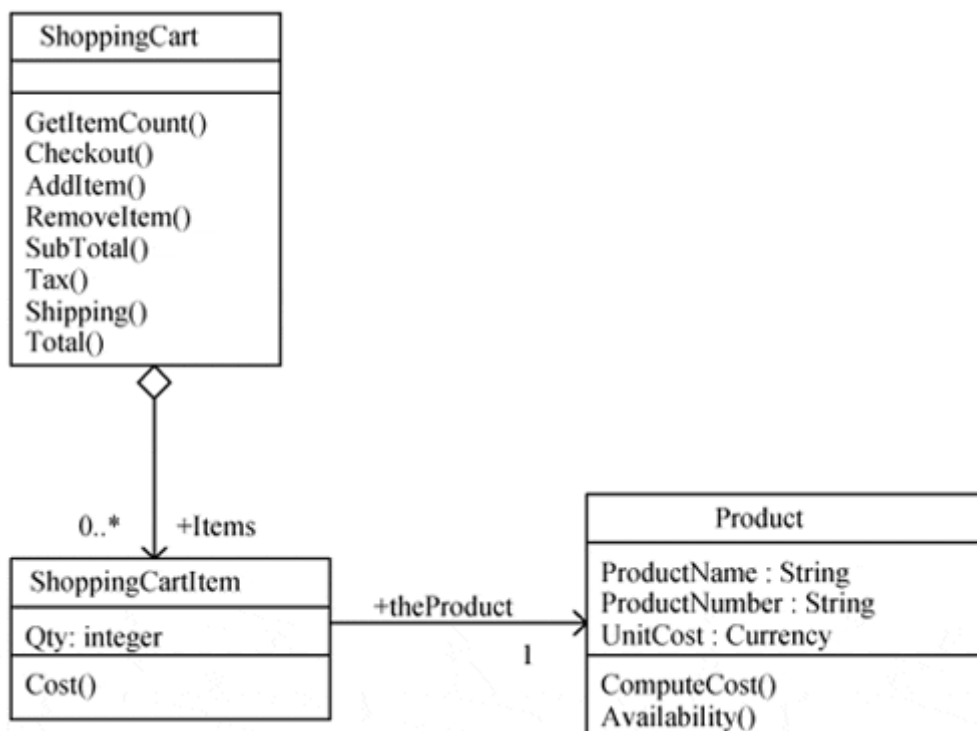 ShoppingCart
GetItemCount()
Checkout()
AddItem()
RemoveItem()
SubTotal()
Tax()
Shipping()
Total()
0..* +Items
ShoppingCartItem
Qty: integer
Cost()
+theProduct
1
Product
ProductName : String
ProductNumber : String
UnitCost : Currency
ComputeCost()
Availability()